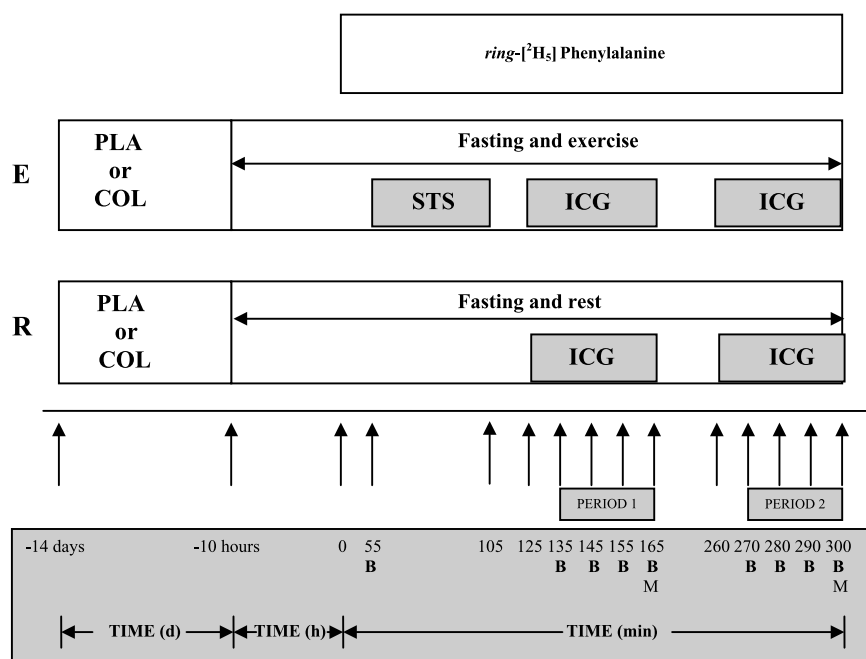 ring-[²H₅] Phenylalanine
E
PLA
or
COL
Fasting and exercise
STS
ICG
ICG
R
PLA
or
COL
Fasting and rest
ICG
ICG
PERIOD 1
PERIOD 2
-14 days -10 hours 0 55 105 125 135 145 155 165 260 270 280 290 300
B B B B B B B B B
M M
TIME (d) TIME (h) TIME (min)